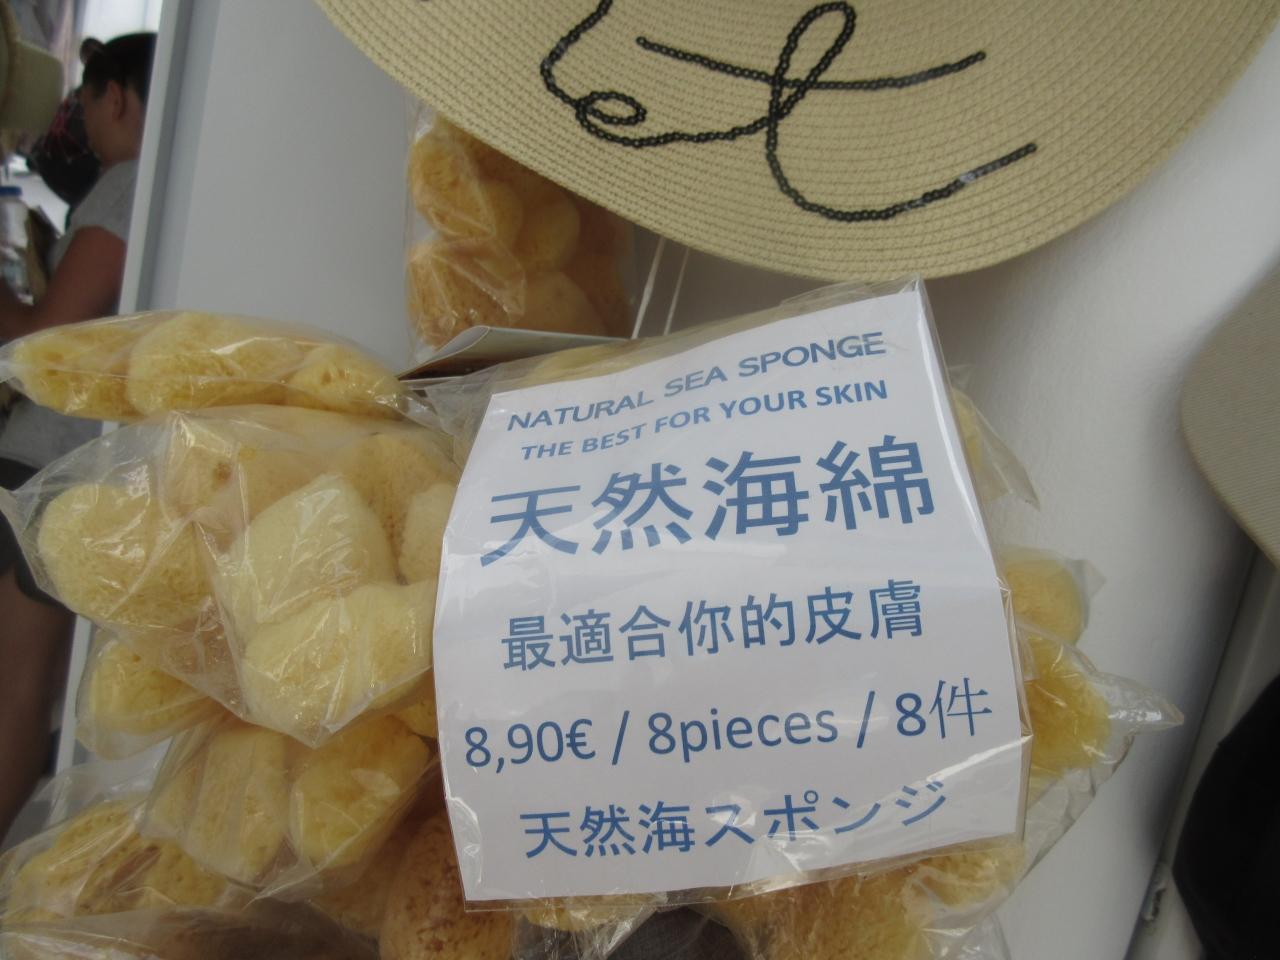 NATURAL SEA SPONGE
THE BEST FOR YOUR SKIN
天然海綿
最適合你的皮膚
8,90€ / 8pieces / 8件
天然海スポンジ